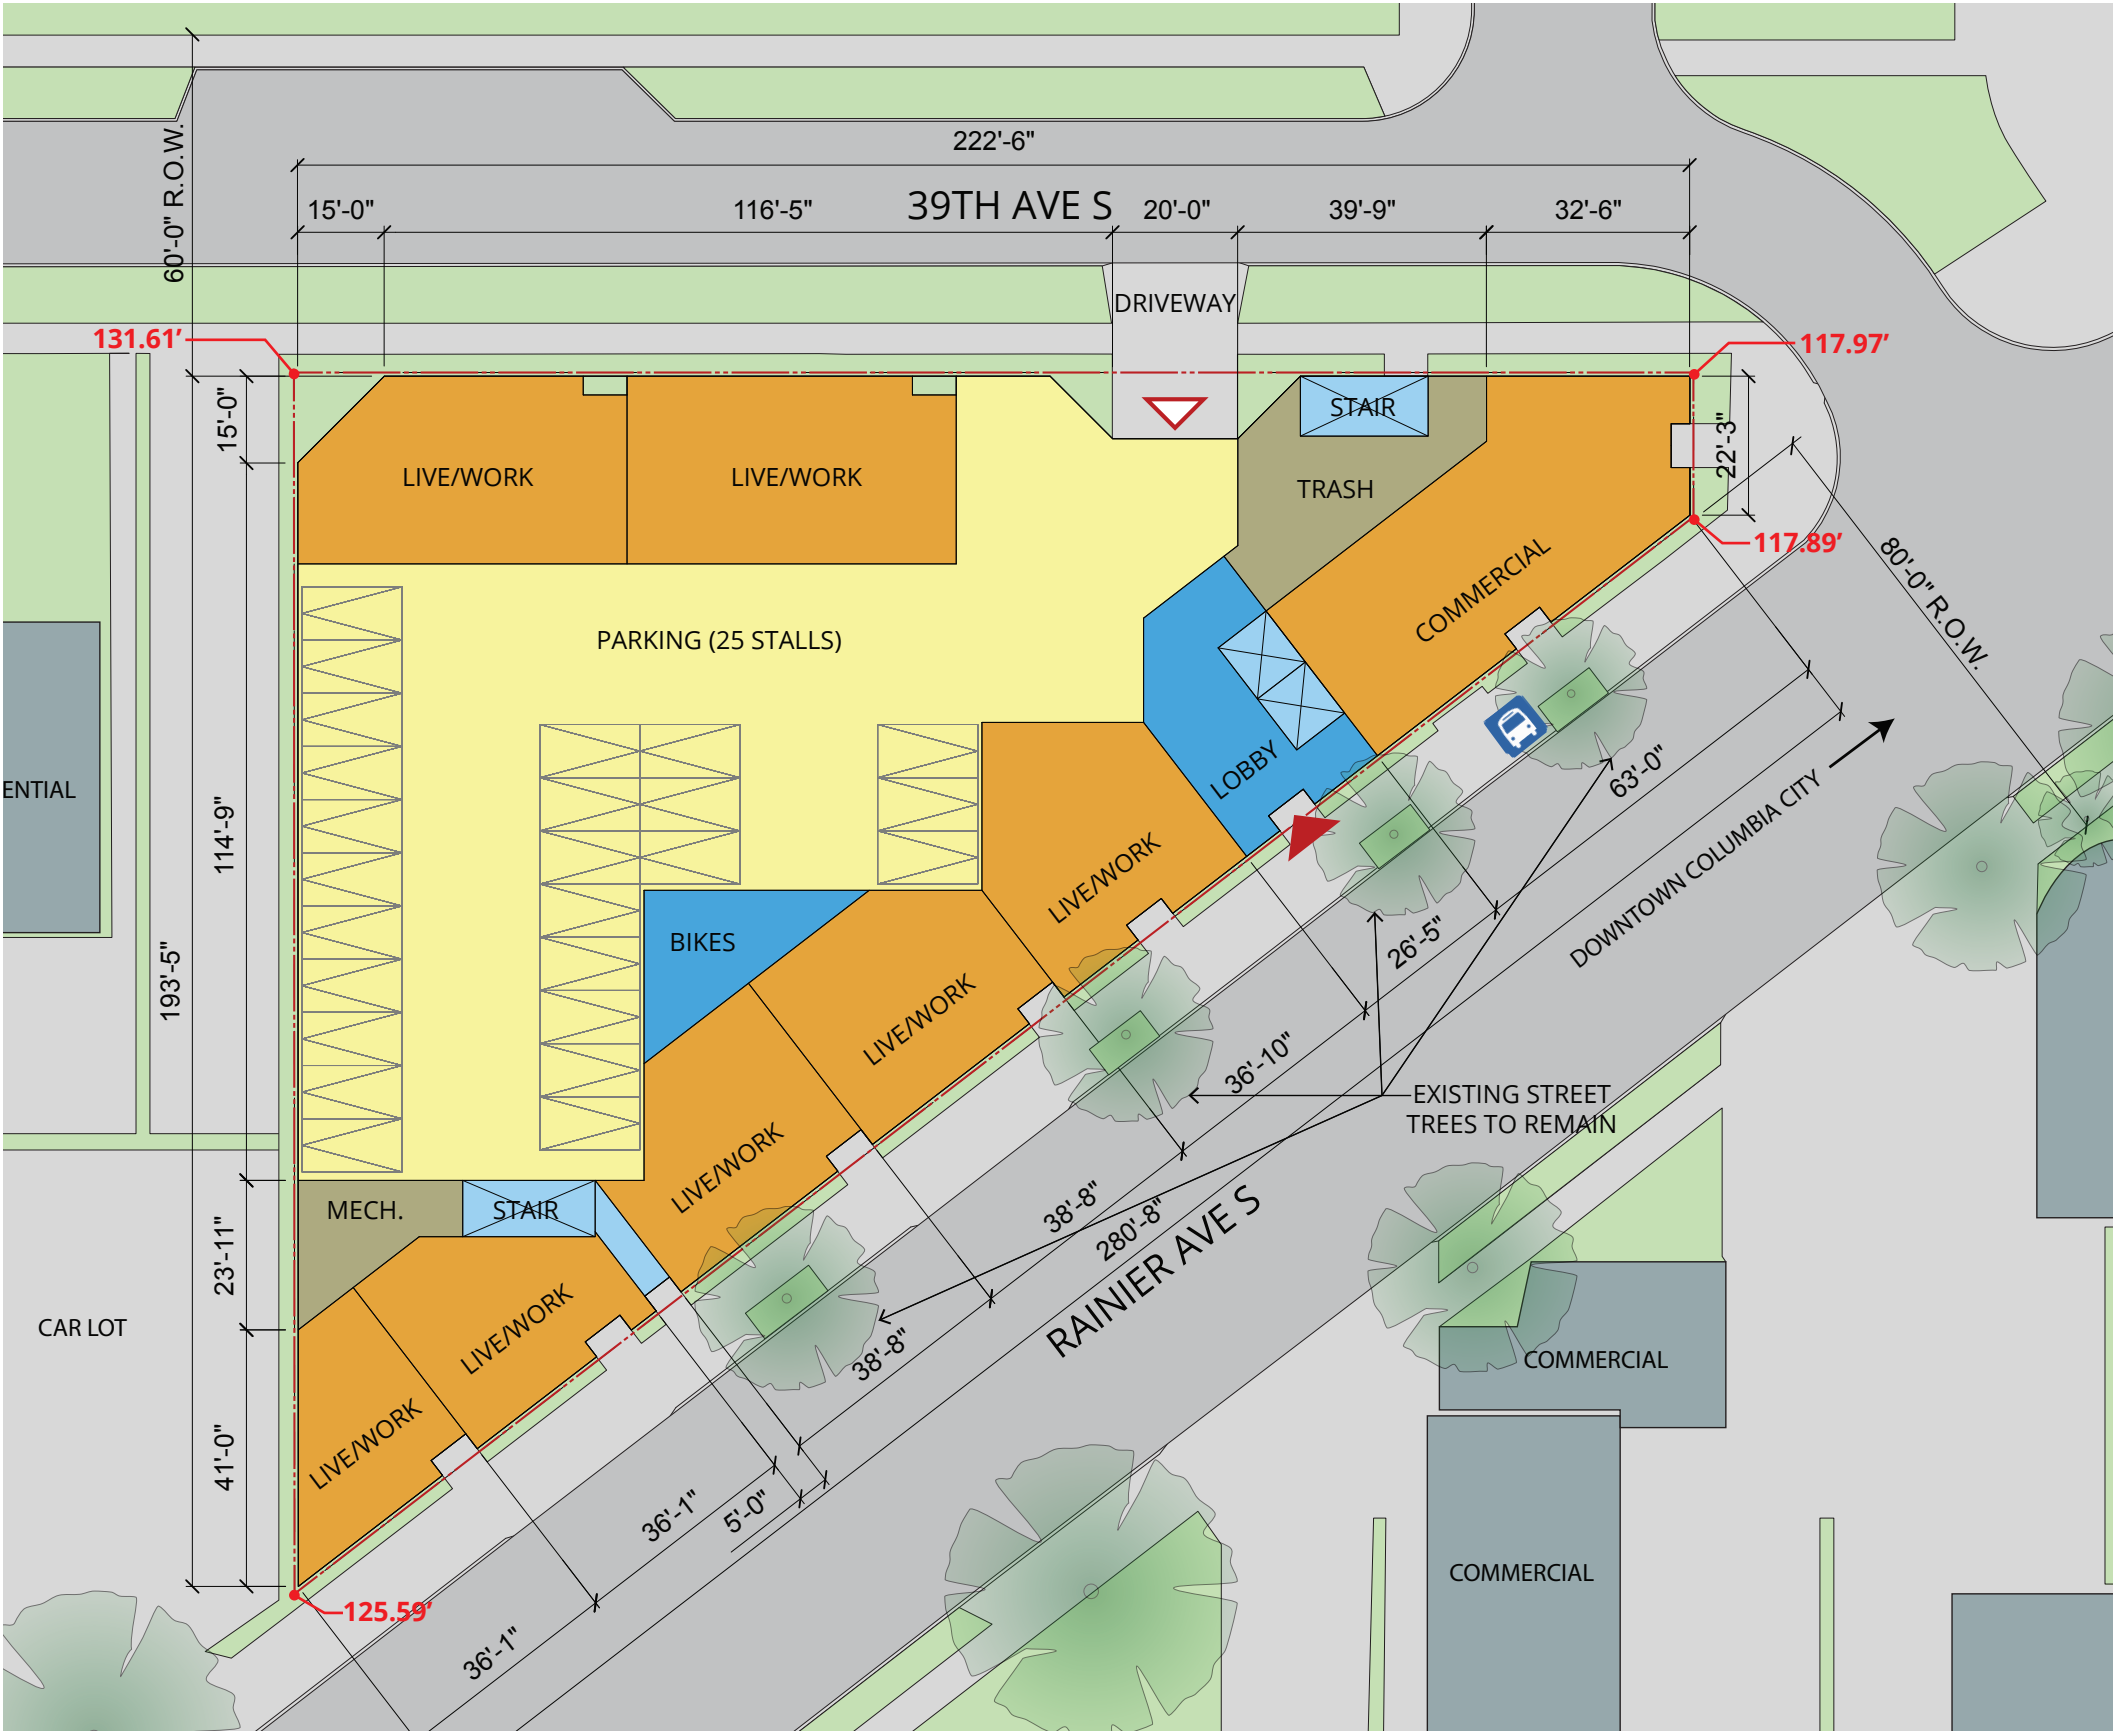 222'-6"
60'-0" R.O.W.
15'-0"
116'-5"
39TH AVE S
20'-0"
39'-9"
32'-6"
DRIVEWAY
131.61’
117.97’
15'-0"
STAIR
22'-3"
LIVE/WORK
LIVE/WORK
TRASH
117.89’
80'-0" R.O.W.
COMMERCIAL
PARKING (25 STALLS)
LOBBY
63'-0"
ENTIAL
114'-9"
LIVE/WORK
DOWNTOWN COLUMBIA CITY
BIKES
26'-5"
193'-5"
LIVE/WORK
36'-10"
EXISTING STREET
TREES TO REMAIN
LIVE/WORK
38'-8"
280'-8"
RAINIER AVE S
MECH.
STAIR
23'-11"
CAR LOT
LIVE/WORK
38'-8"
COMMERCIAL
LIVE/WORK
41'-0"
36'-1"
5'-0"
COMMERCIAL
125.59’
36'-1"